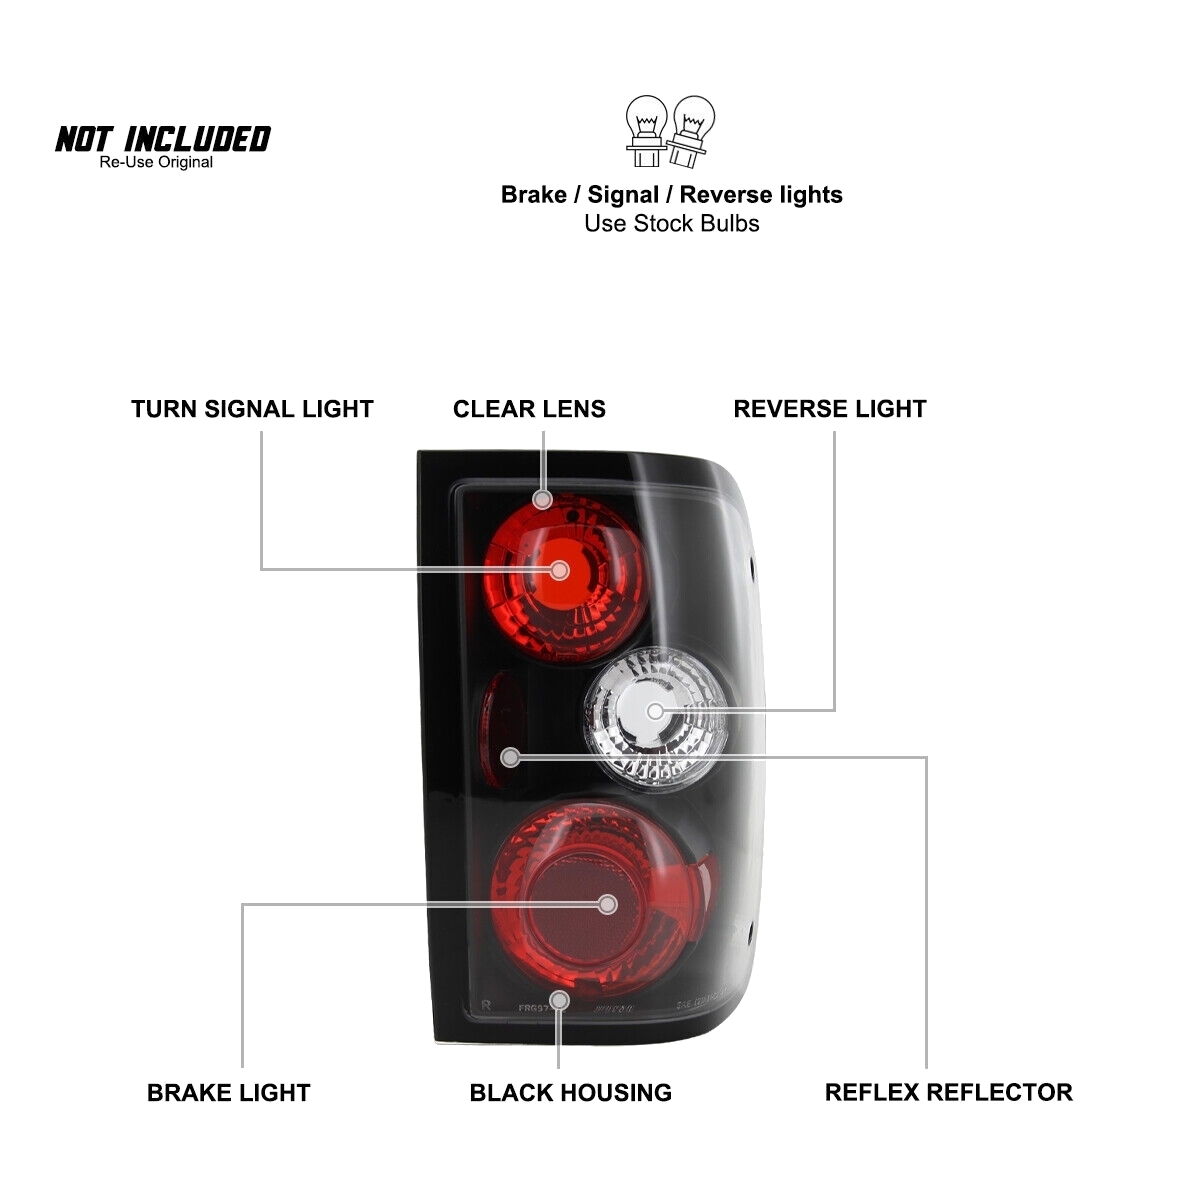 NOT INCLUDED
Re-Use Original
Brake / Signal / Reverse lights
Use Stock Bulbs
TURN SIGNAL LIGHT
CLEAR LENS
REVERSE LIGHT
R
BRAKE LIGHT
BLACK HOUSING
REFLEX REFLECTOR